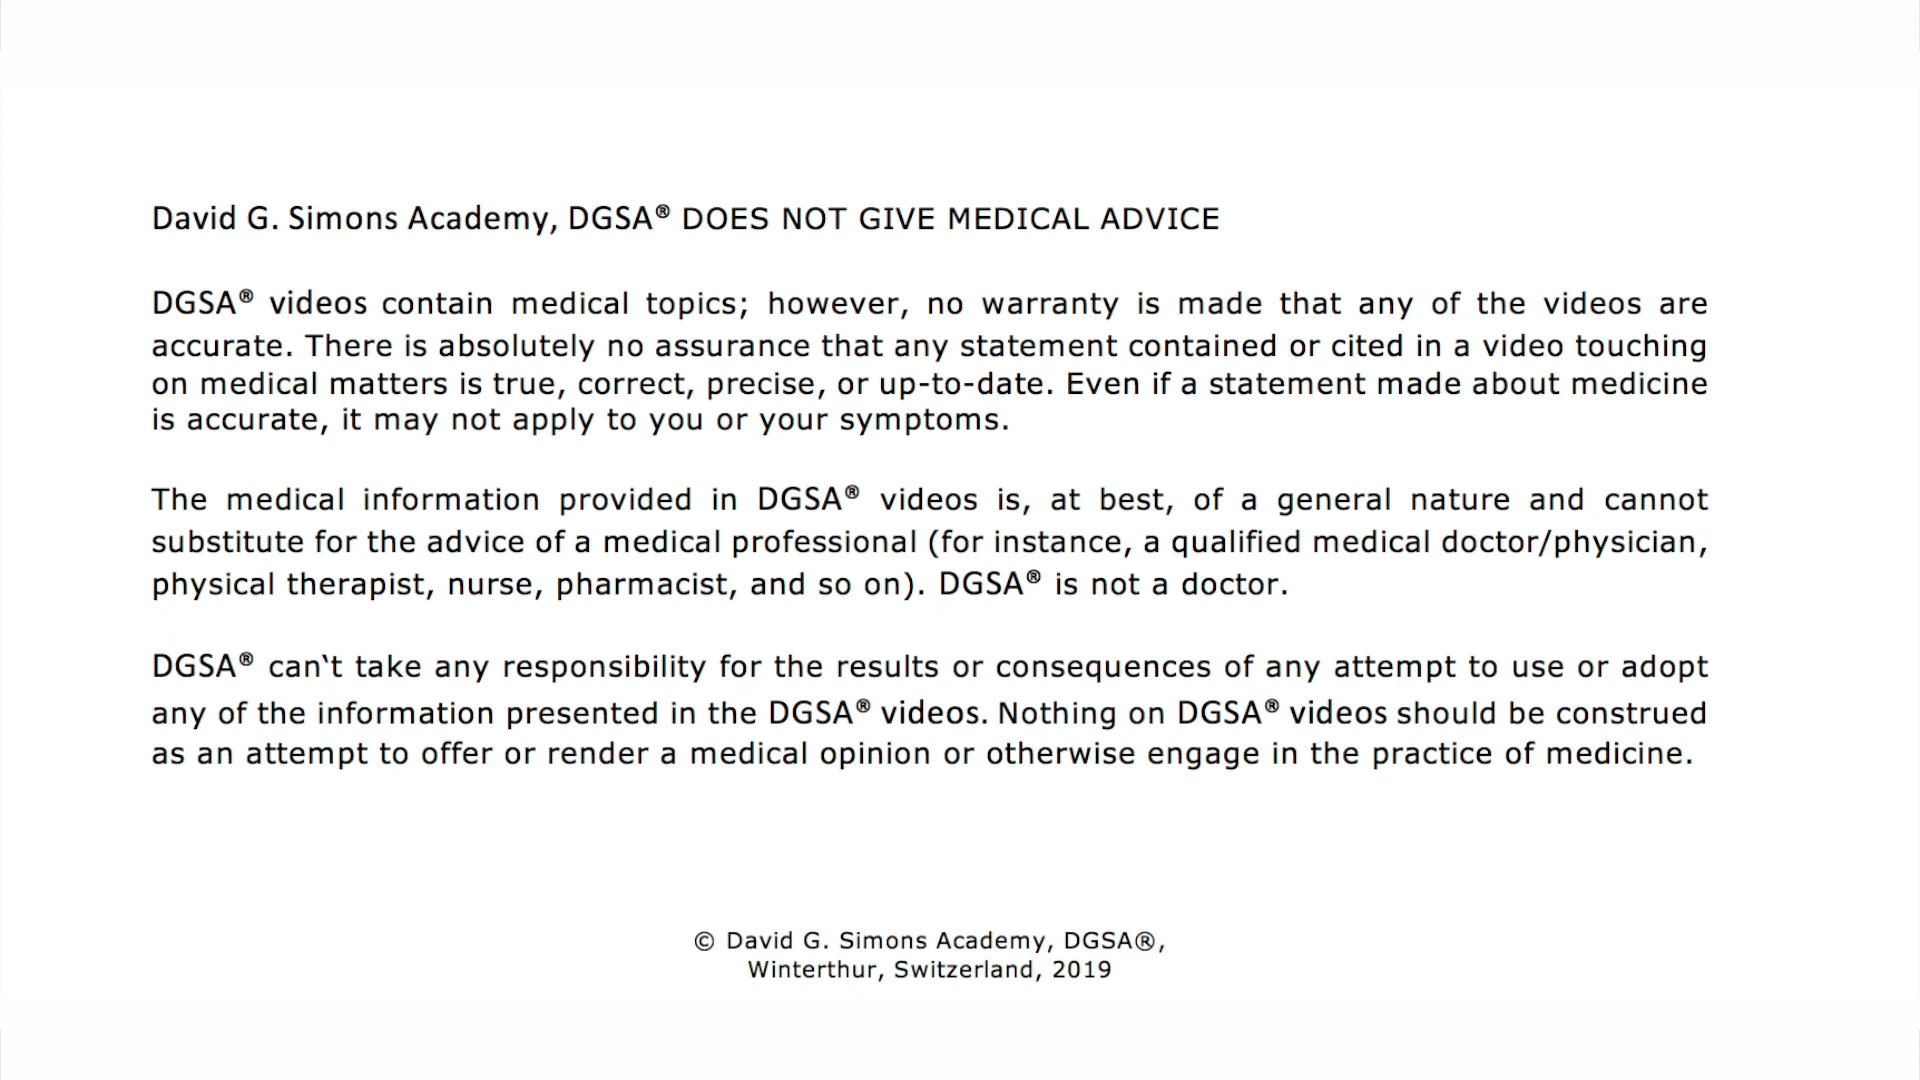 David G. Simons Academy, DGSA® DOES NOT GIVE MEDICAL ADVICE
DGSA® videos contain medical topics; however, no warranty is made that any of the videos are
accurate. There is absolutely no assurance that any statement contained or cited in a video touching
on medical matters is true, correct, precise, or up-to-date. Even if a statement made about medicine
is accurate, it may not apply to you or your symptoms.
The medical information provided in DGSA® videos is, at best, of a general nature and cannot
substitute for the advice of a medical professional (for instance, a qualified medical doctor/physician,
physical therapist, nurse, pharmacist, and so on). DGSA® is not a doctor.
DGSA® can‛t take any responsibility for the results or consequences of any attempt to use or adopt
any of the information presented in the DGSA® videos. Nothing on DGSA® videos should be construed
as an attempt to offer or render a medical opinion or otherwise engage in the practice of medicine.
© David G. Simons Academy, DGSA®,
Winterthur, Switzerland, 2019